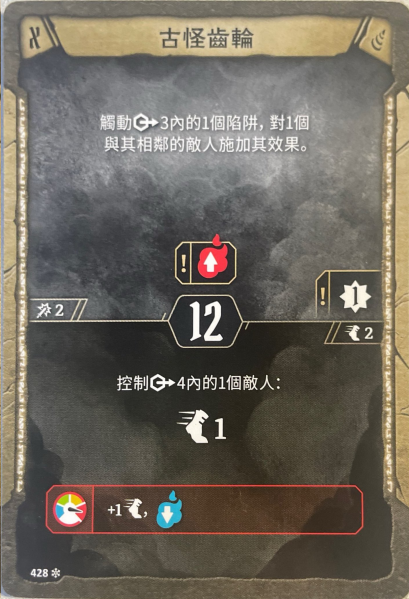 古怪齒輪
觸動 3內的1個陷阱, 對1個
與其相鄰的敵人施加其效果。
!
! 1
2
12
2
控制 4內的1個敵人:
1
+1 ,
428